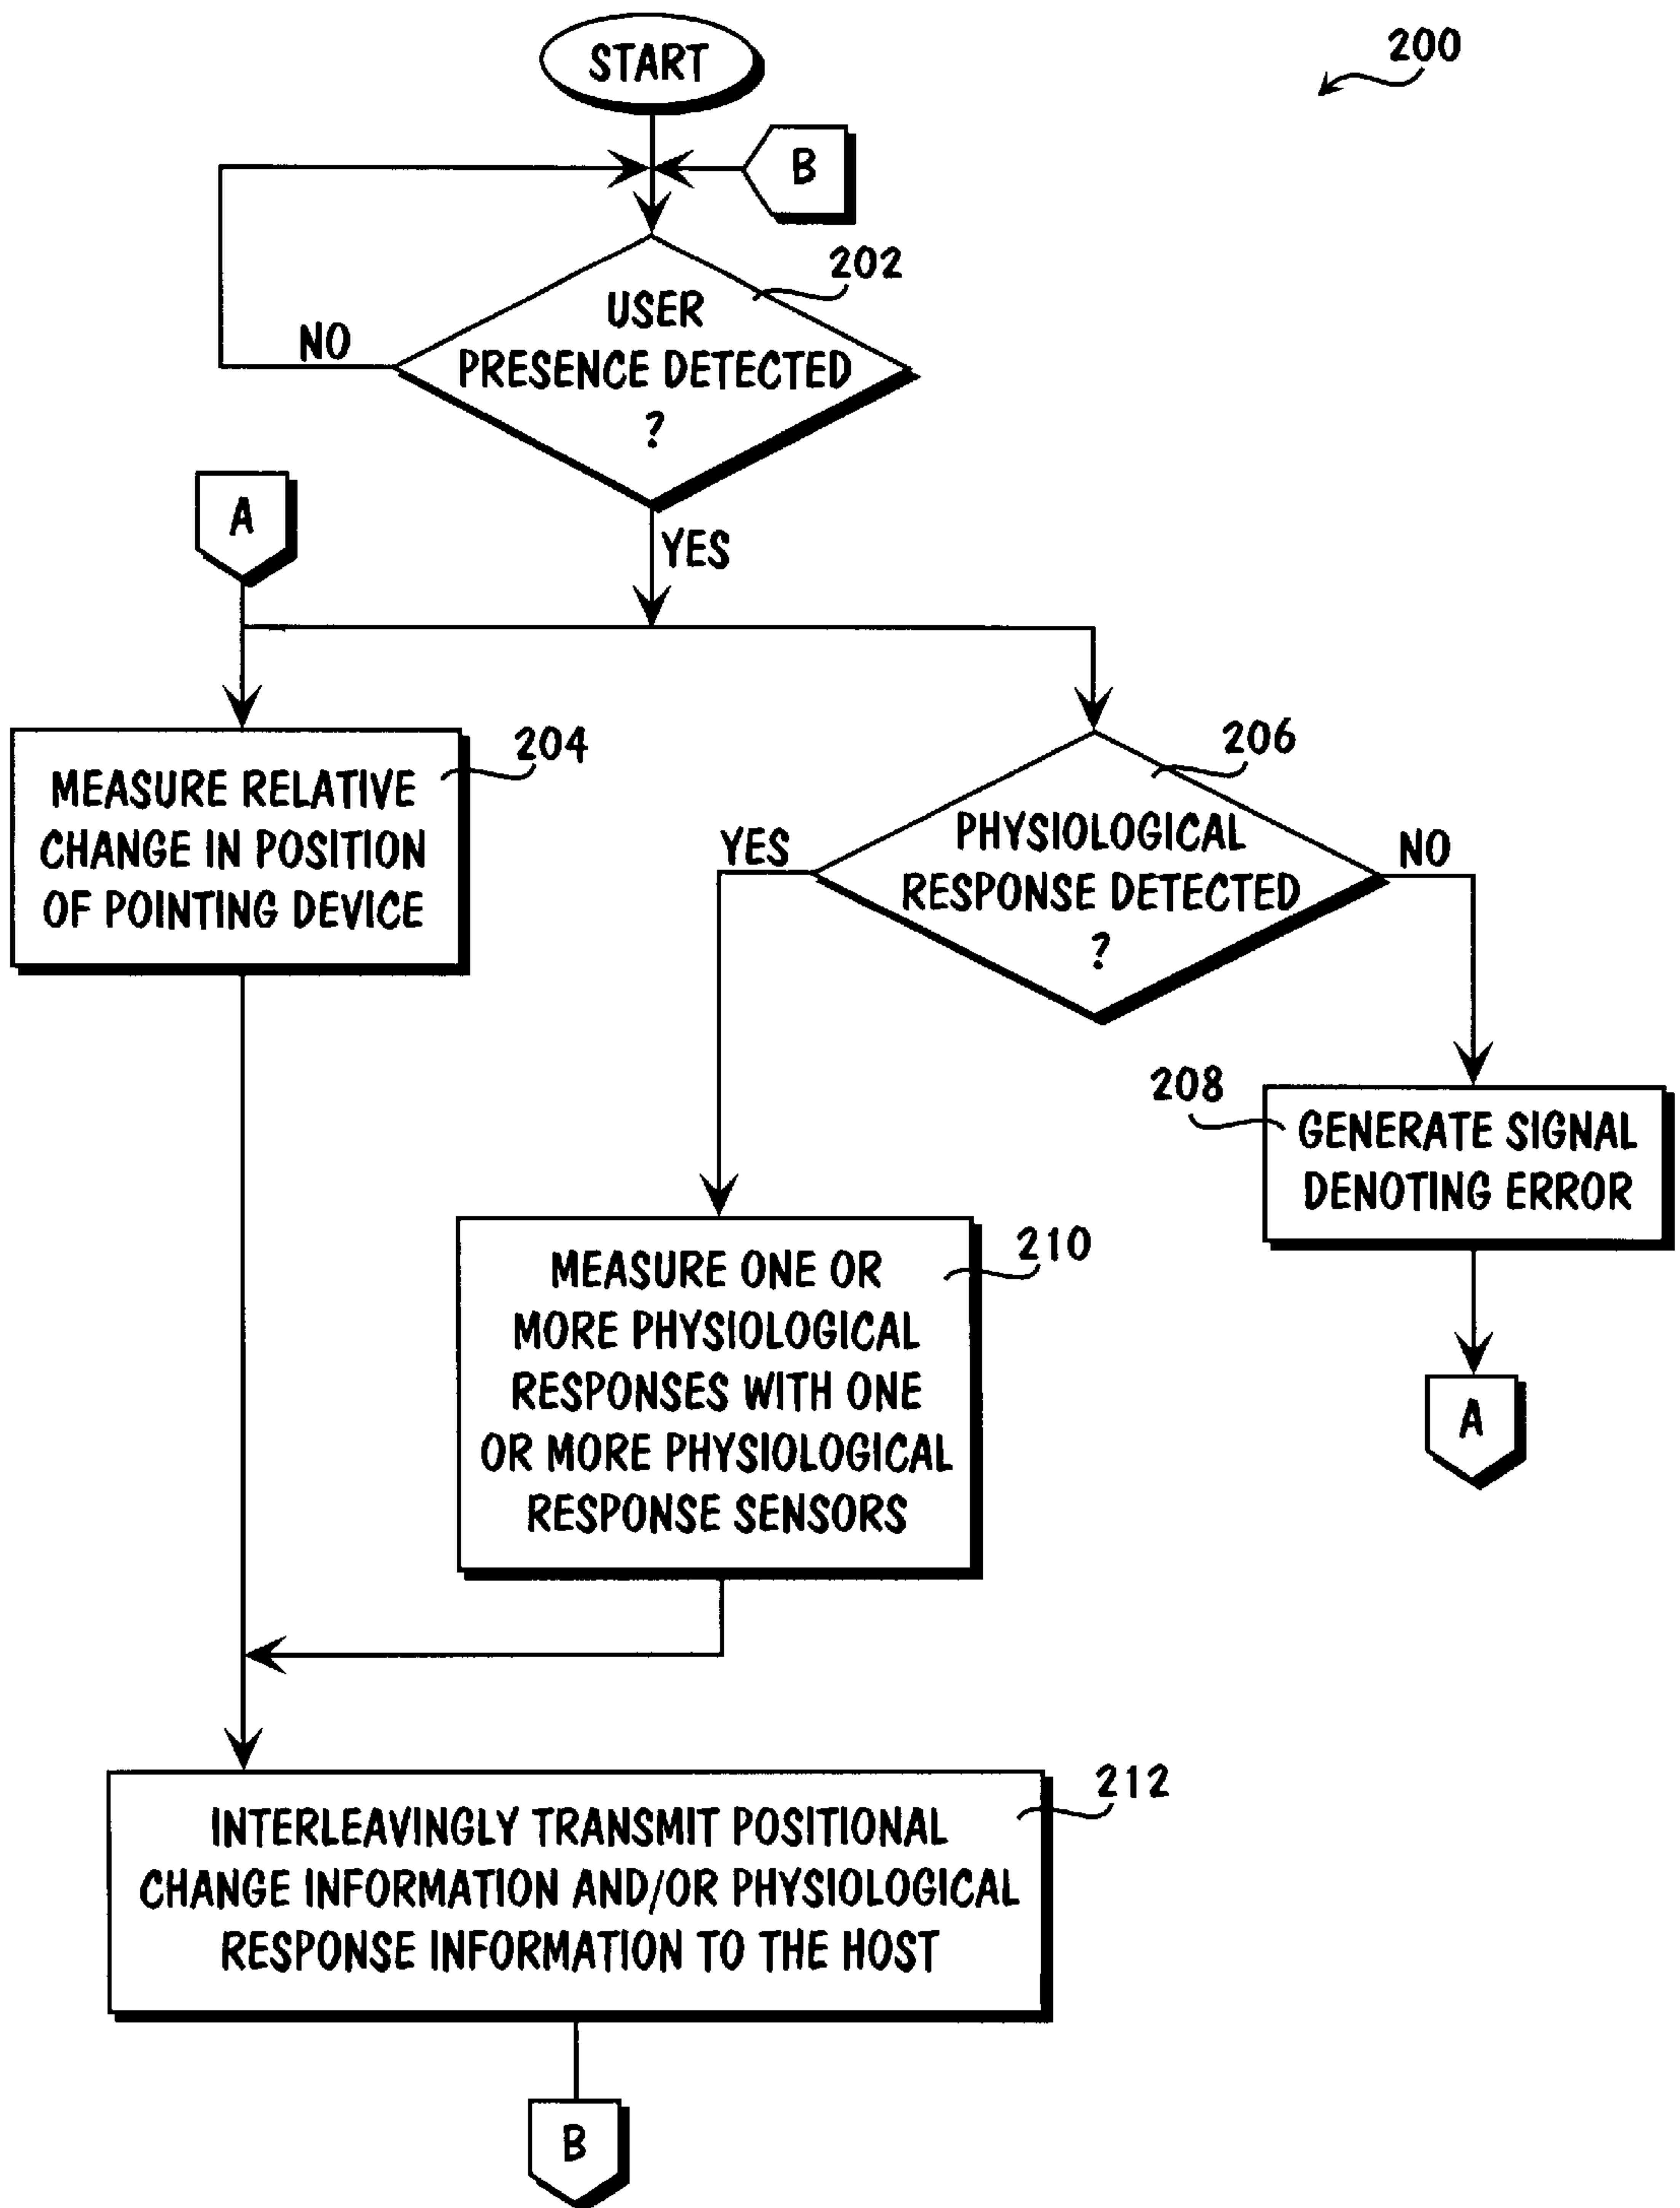 START
200
B
202
USER
PRESENCE DETECTED
?
NO
A
YES
204
MEASURE RELATIVE
CHANGE IN POSITION
OF POINTING DEVICE
206
PHYSIOLOGICAL
RESPONSE DETECTED
?
YES
NO
208
GENERATE SIGNAL
DENOTING ERROR
A
210
MEASURE ONE OR
MORE PHYSIOLOGICAL
RESPONSES WITH ONE
OR MORE PHYSIOLOGICAL
RESPONSE SENSORS
212
INTERLEAVINGLY TRANSMIT POSITIONAL
CHANGE INFORMATION AND/OR PHYSIOLOGICAL
RESPONSE INFORMATION TO THE HOST
B